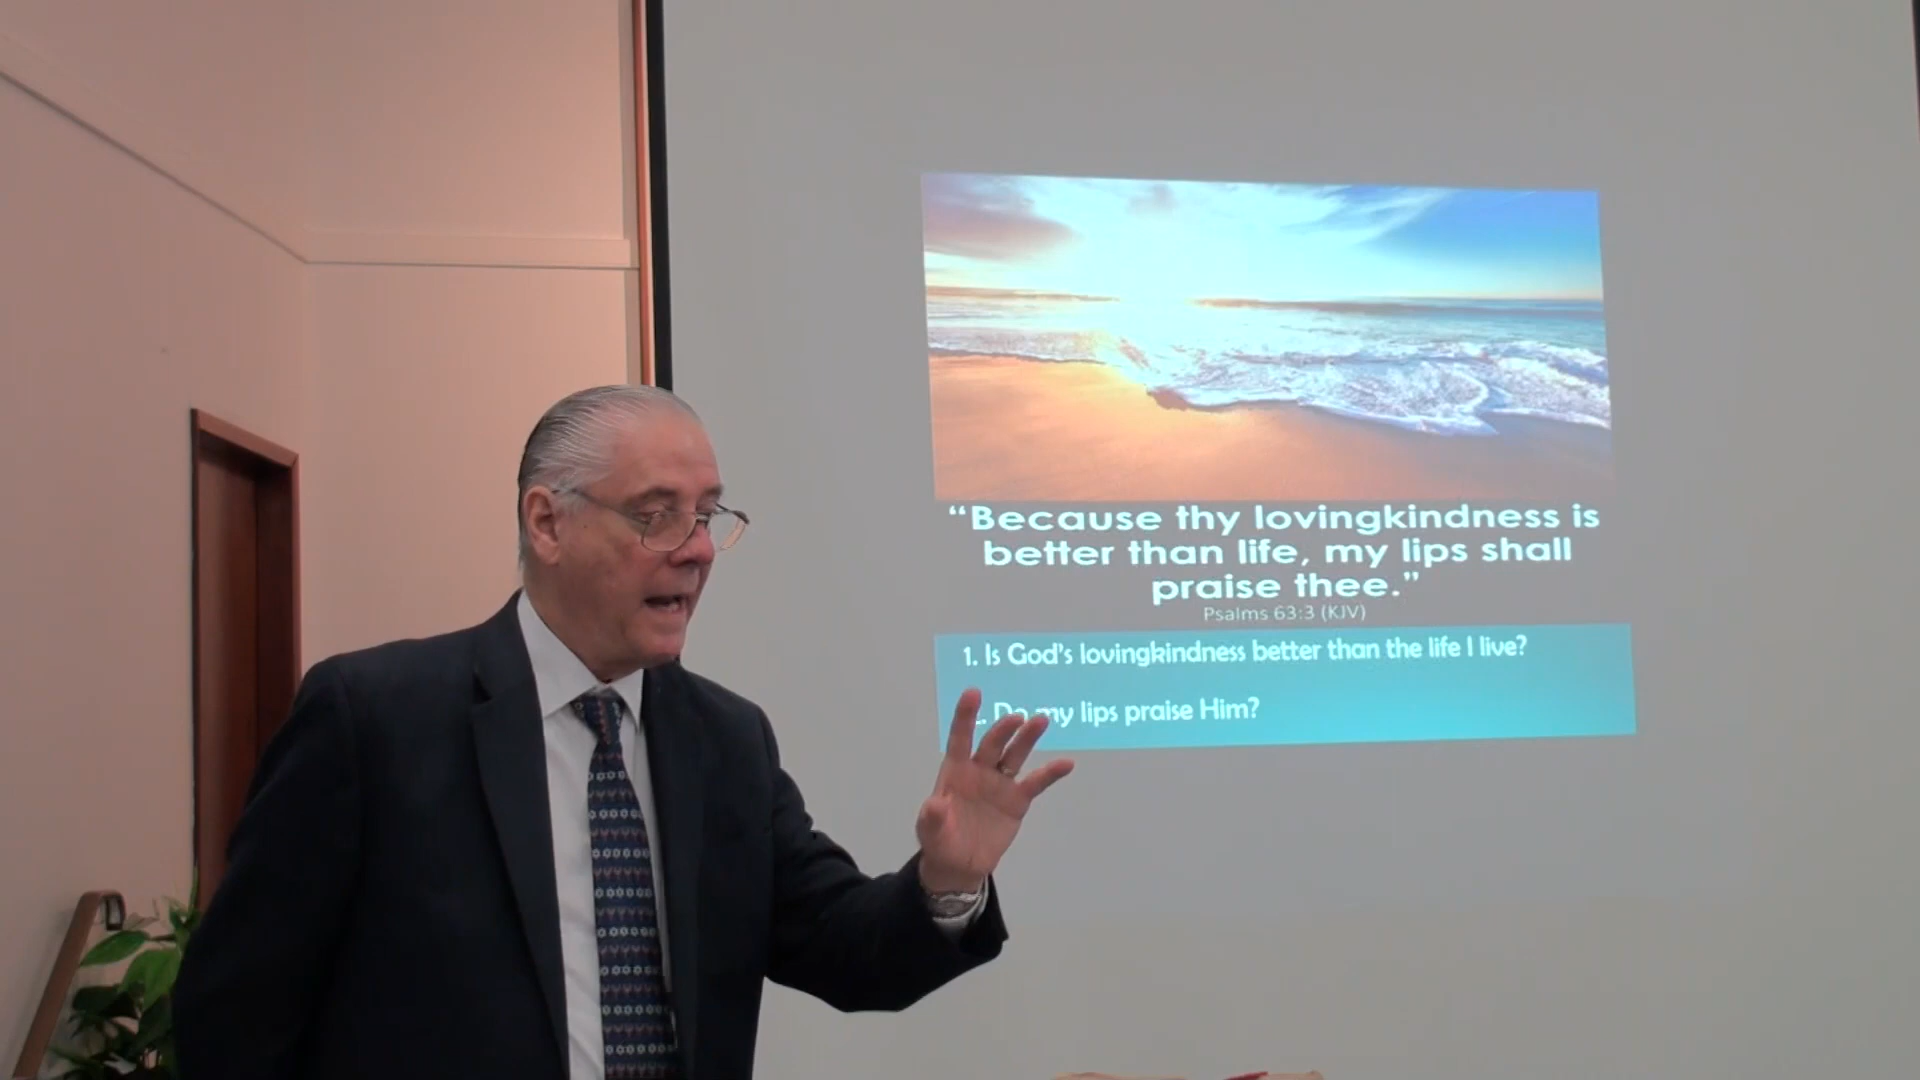 “Because thy lovingkindness is
better than life, my lips shall
praise thee.”
Psalms 63:3 (KJV)
1. Is God's lovingkindness better than the life I live?
Do my lips praise Him?